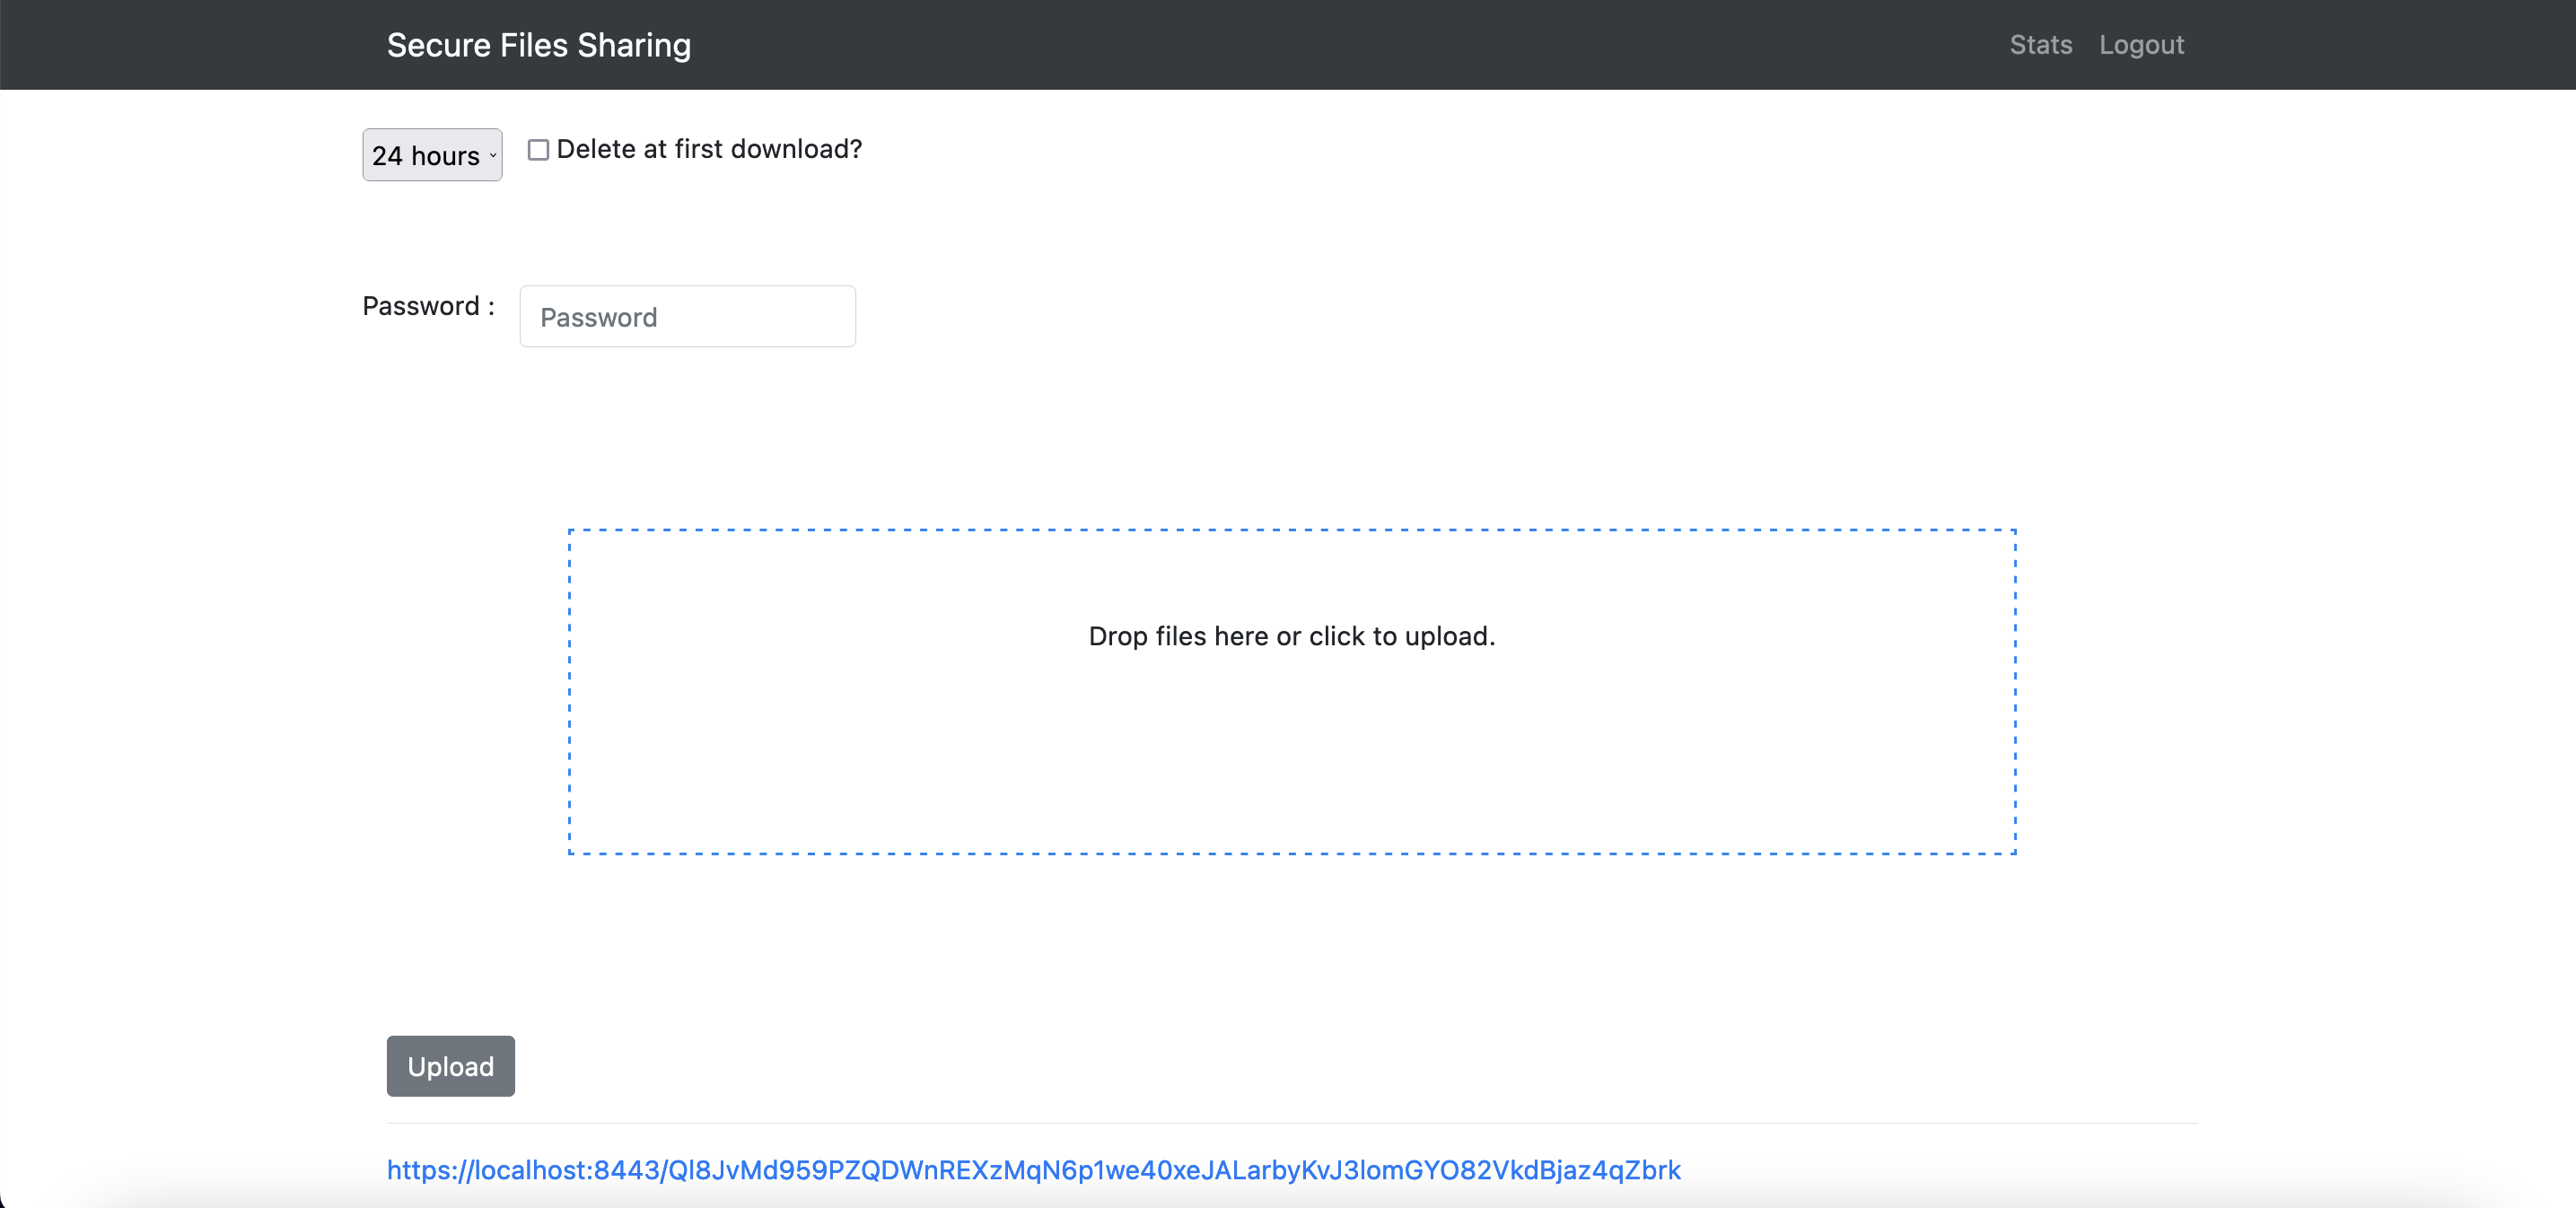 Secure Files Sharing Stats Logout
24 hours Delete at first download?
Password : Password
Drop files here or click to upload.
Upload
https://localhost:8443/Ql8JvMd959PZQDWnREXzMqN6p1we40xeJALarbyKvJ3lomGYO82VkdBjaz4qZbrk